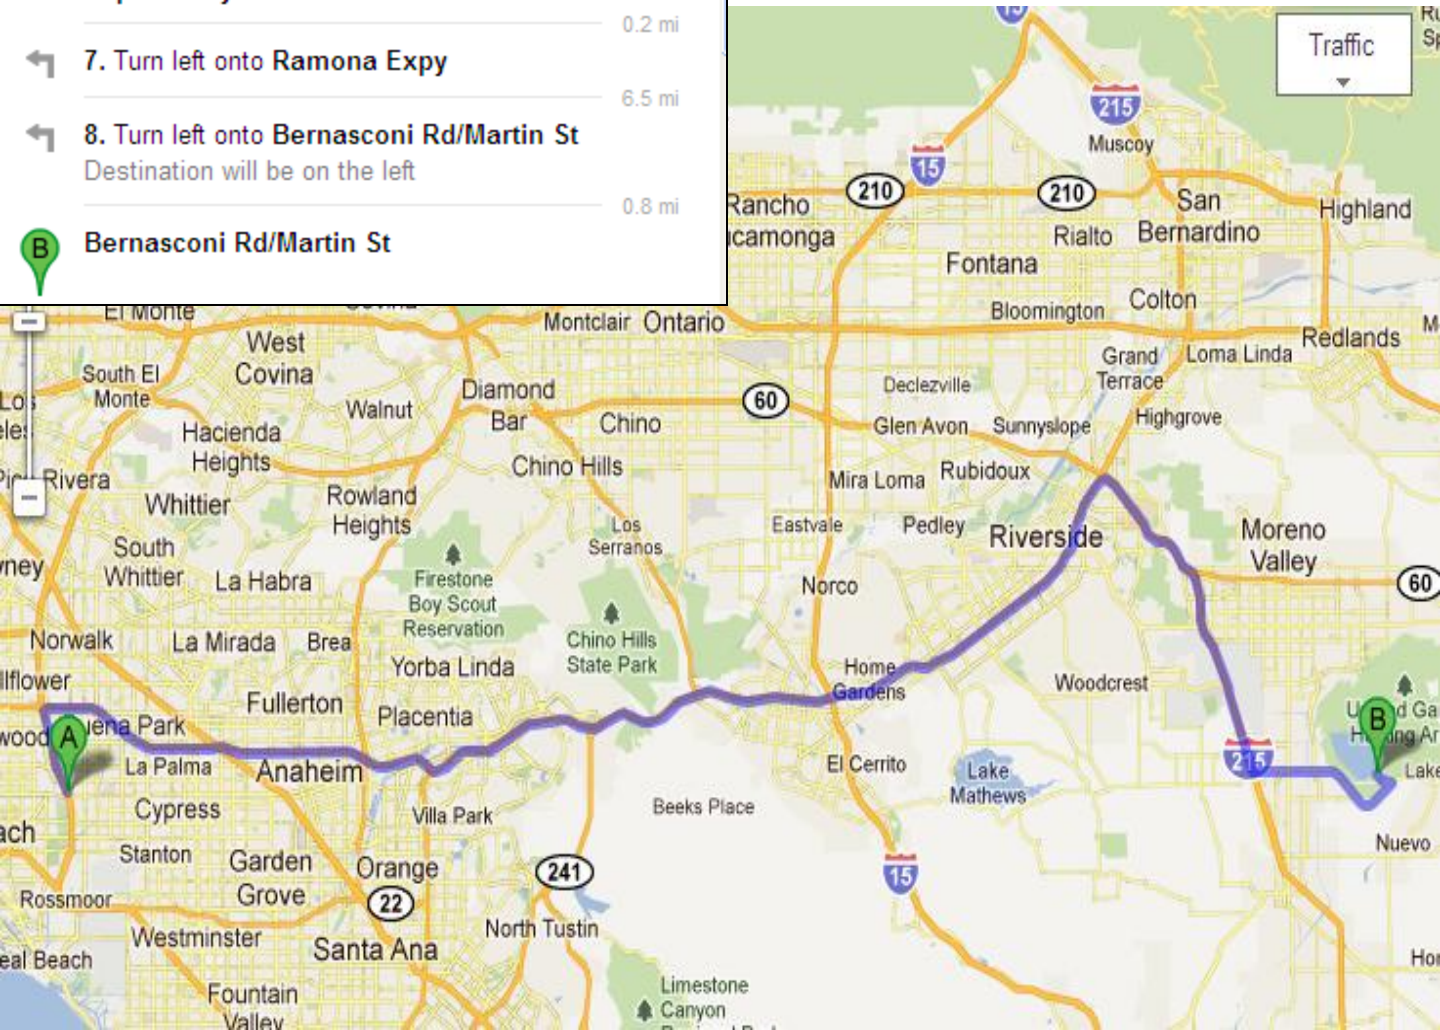 0.2 mi
7. Turn left onto Ramona Expy
6.5 mi
8. Turn left onto Bernasconi Rd/Martin St
Destination will be on the left
0.8 mi
B
Bernasconi Rd/Martin St
Traffic
15
215
Muscoy
15
210
210
Rancho
San
Bernardino
Highland
Rialto
Fontana
Colton
Bloomington
El Monte
Montclair
Ontario
Redlands
West
Covina
Grand
Terrace
Loma Linda
South El
Monte
Diamond
Bar
Declezville
60
Walnut
Chino
Glen Avon
Sunnyslope
Highgrove
Hacienda
Heights
Chino Hills
Mira Loma
Rubidoux
Rivera
Whittier
Rowland
Heights
Los
Serranos
Eastvale
Pedley
Riverside
Moreno
Valley
South
Whittier
La Habra
Firestone
Boy Scout
Reservation
Norco
60
Norwalk
La Mirada
Brea
Chino Hills
State Park
Yorba Linda
Home
Gardens
Woodcrest
Fullerton
Placentia
A
B
La Palma
Anaheim
El Cerrito
Lake
Mathews
215
Lake
Cypress
Villa Park
Beeks Place
Nuevo
Stanton
Garden
Grove
Orange
241
15
Rossmoor
22
Westminster
Santa Ana
North Tustin
Fountain
Valley
Limestone
Canyon